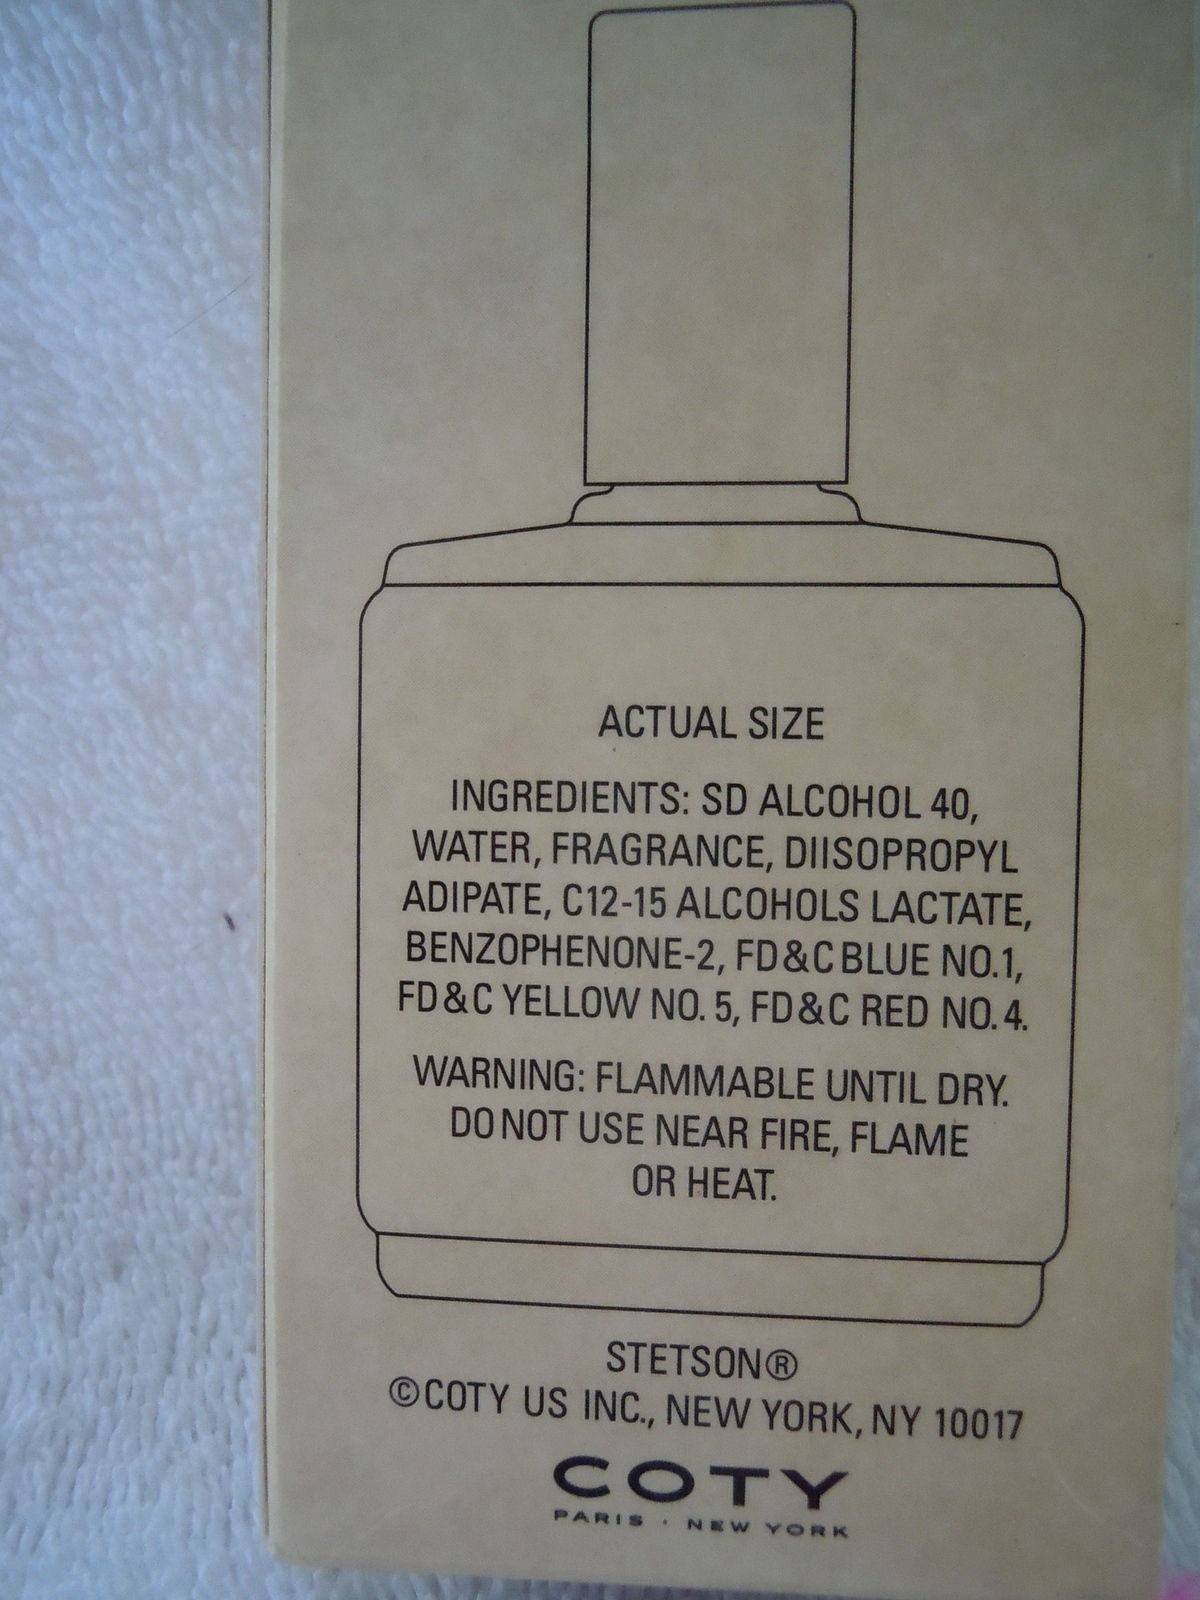 ACTUAL SIZE
INGREDIENTS: SD ALCOHOL 40,
WATER, FRAGRANCE, DIISOPROPYL
ADIPATE, C12-15 ALCOHOLS LACTATE,
BENZOPHENONE-2, FD&C BLUE NO.1,
FD&C YELLOW NO. 5, FD&C RED NO. 4.
WARNING: FLAMMABLE UNTIL DRY.
DO NOT USE NEAR FIRE, FLAME
OR HEAT.
STETSON®
©COTY US INC., NEW YORK, NY 10017
COTY
PARIS · NEW YORK